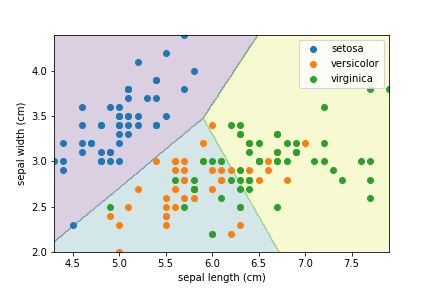 setosa
versicolor
virginica
sepal width (cm)
4.0
3.5
3.0
2.5
2.0
4.5 5.0 5.5 6.0 6.5 7.0 7.5
sepal length (cm)